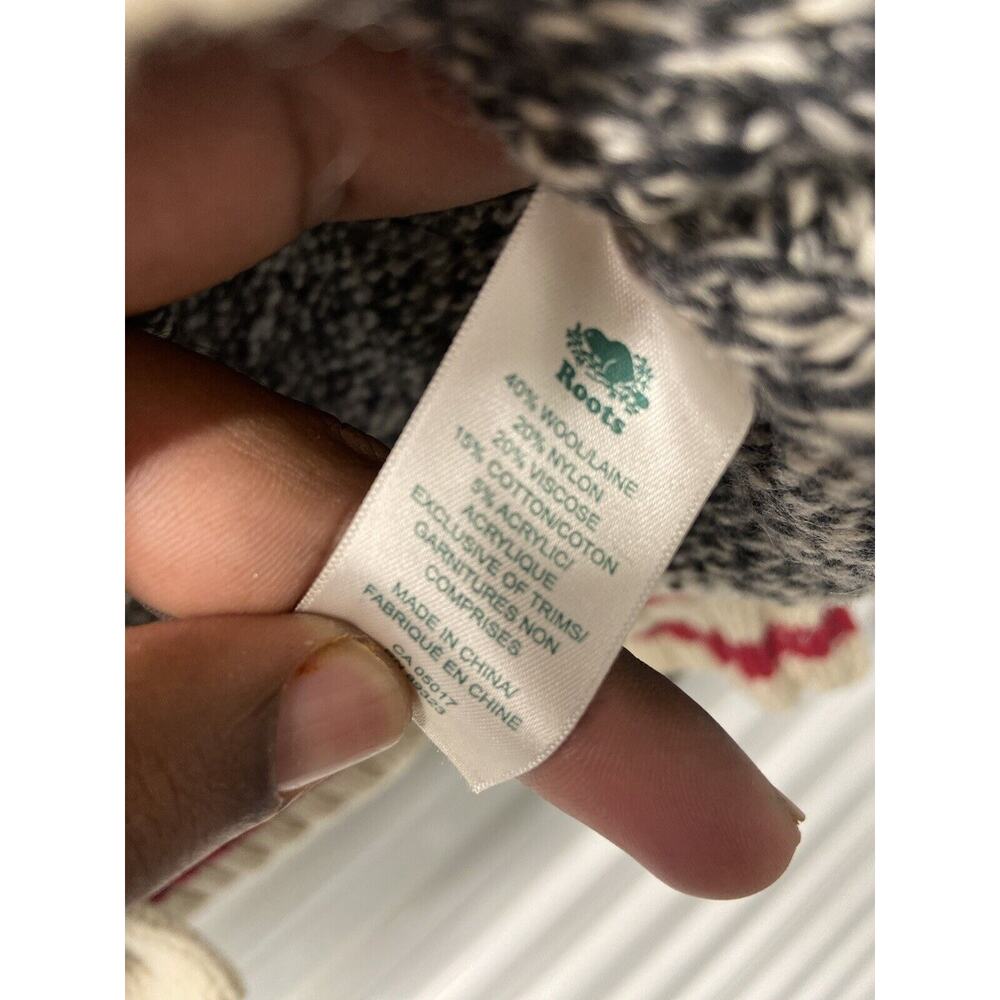 Roots
40% WOOL/LAINE
20% NYLON
20% VISCOSE
15% COTTON/COTON
5% ACRYLIC/
ACRYLIQUE
EXCLUSIVE OF TRIMS/
GARNITURES NON
COMPRISES
MADE IN CHINA/
FABRIQUÉ EN CHINE
CA 05017